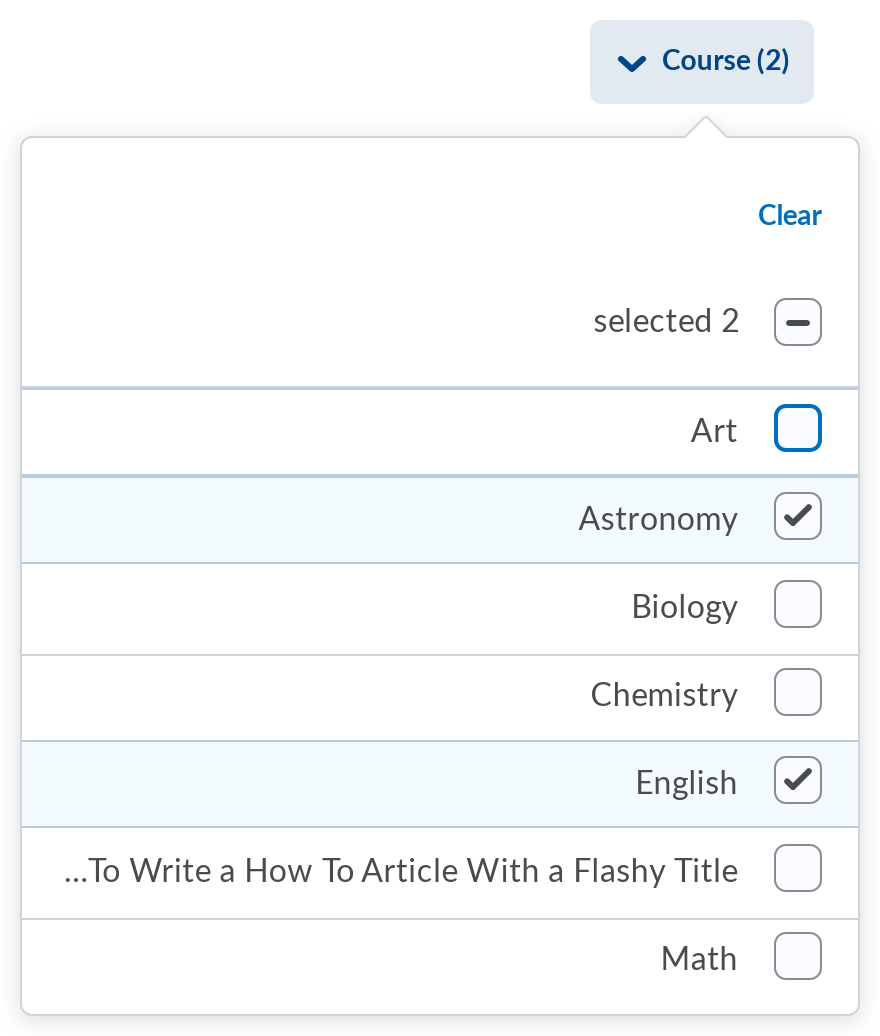 Course (2)
Clear
selected 2
Art
Astronomy
Biology
Chemistry
English
...To Write a How To Article With a Flashy Title
Math